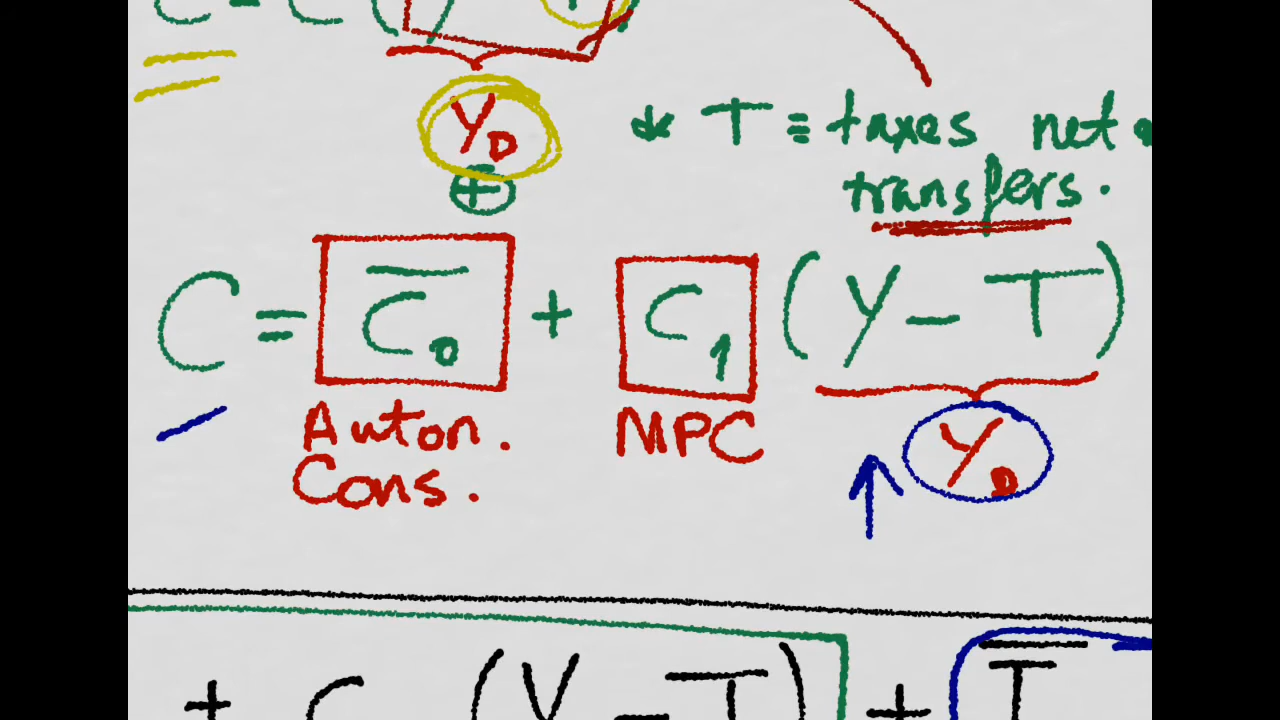 Y_D
(+)
* T ≡ taxes net
transfers.
C = C̅₀ + C₁ (Y - T)
Auton. MPC Y_D
Cons.
+ C (Y - T) + T̅